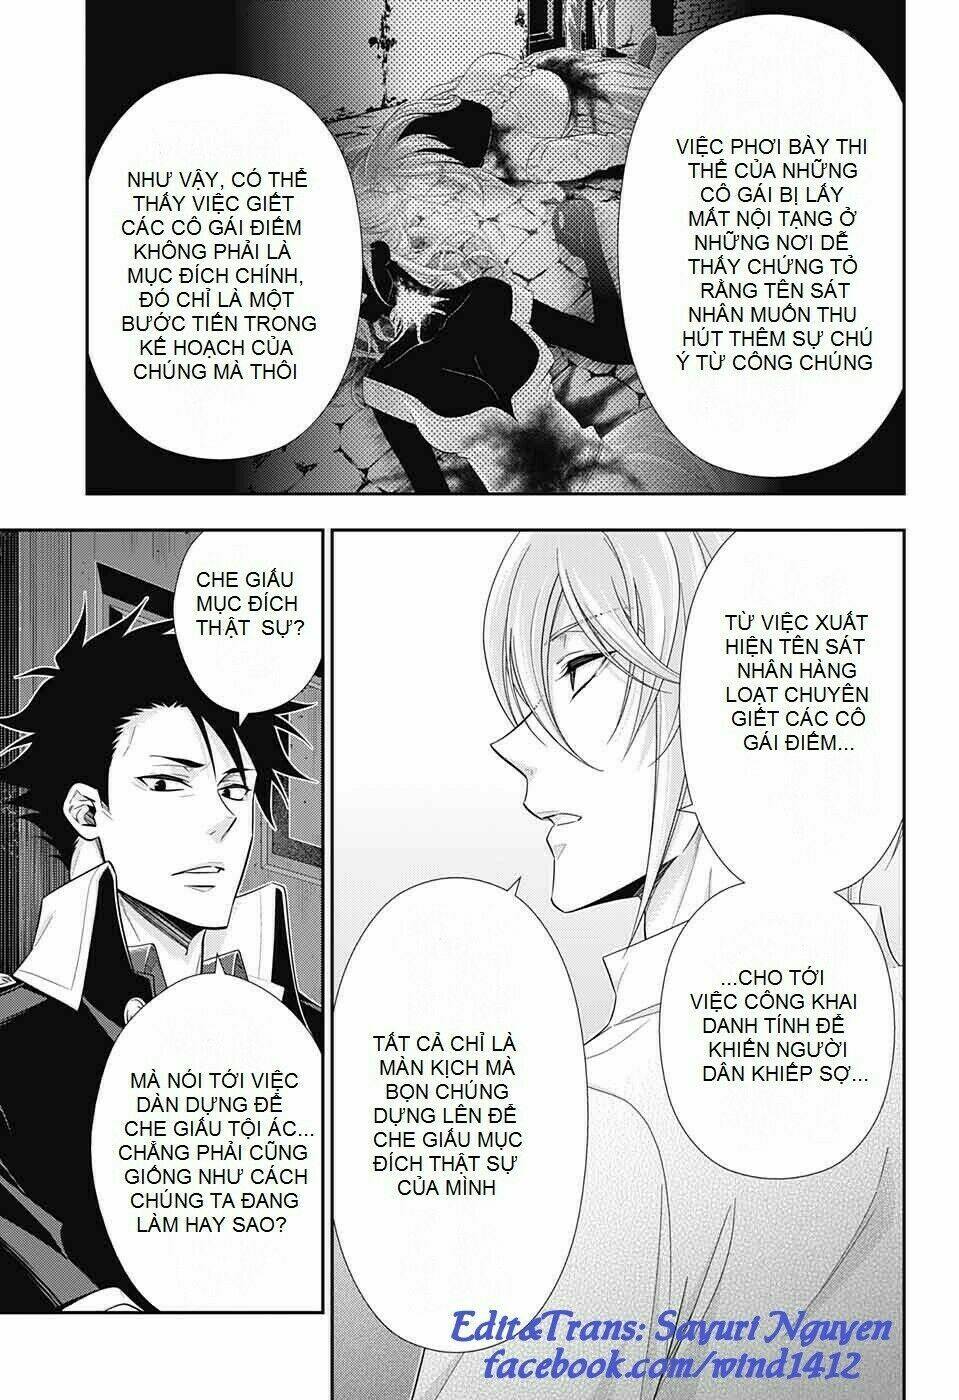 VIỆC PHƠI BÀY THI
THỂ CỦA NHỮNG
CÔ GÁI BỊ LẤY
MẤT NỘI TẠNG Ở
NHỮNG NƠI DỄ
THẤY CHỨNG TỎ
RẰNG TÊN SÁT
NHÂN MUỐN THU
HÚT THÊM SỰ CHÚ
Ý TỪ CÔNG CHÚNG
NHƯ VẬY, CÓ THỂ
THẤY VIỆC GIẾT
CÁC CÔ GÁI ĐIẾM
KHÔNG PHẢI LÀ
MỤC ĐÍCH CHÍNH,
ĐÓ CHỈ LÀ MỘT
BƯỚC TIẾN TRONG
KẾ HOẠCH CỦA
CHÚNG MÀ THÔI
TỪ VIỆC XUẤT
HIỆN TÊN SÁT
NHÂN HÀNG
LOẠT CHUYÊN
GIẾT CÁC CÔ
GÁI ĐIẾM...
...CHO TỚI
VIỆC CÔNG KHAI
DANH TÍNH ĐỂ
KHIẾN NGƯỜI
DÂN KHIẾP SỢ...
TẤT CẢ CHỈ LÀ
MÀN KỊCH MÀ
BỌN CHÚNG
DỰNG LÊN ĐỂ
CHE GIẤU MỤC
ĐÍCH THẬT SỰ
CỦA MÌNH
CHE GIẤU
MỤC ĐÍCH
THẬT SỰ?
MÀ NÓI TỚI VIỆC
DÀN DỰNG ĐỂ
CHE GIẤU TỘI ÁC...
CHẲNG PHẢI CŨNG
GIỐNG NHƯ CÁCH
CHÚNG TA ĐANG
LÀM HAY SAO?
Edit&Trans: Sayuri Nguyen
facebook.com/wind1412